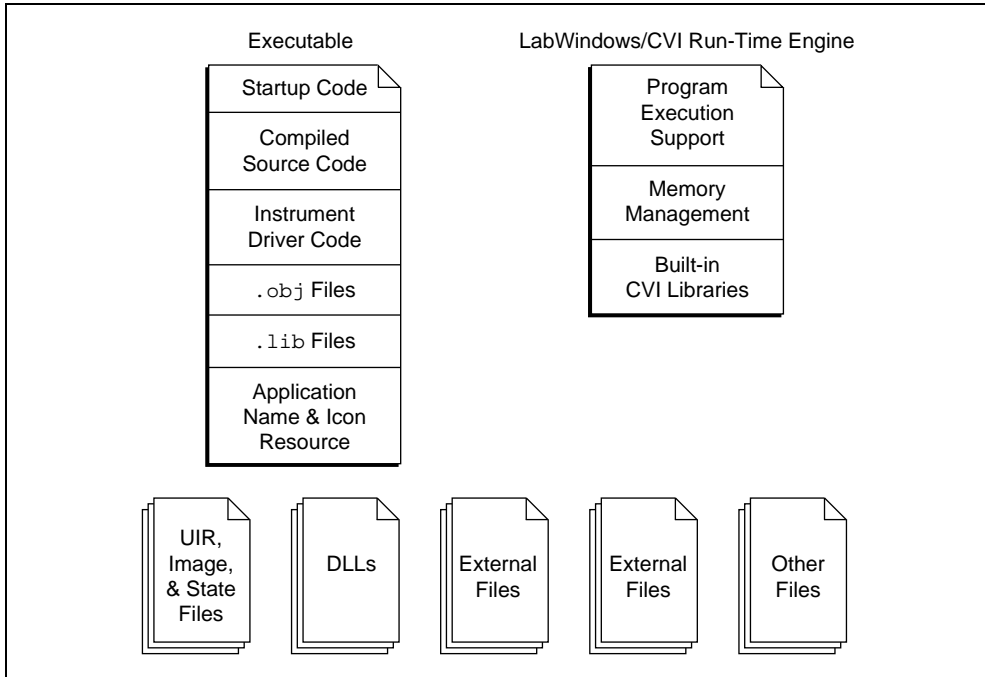 Executable
Startup Code
Compiled
Source Code
Instrument
Driver Code
.obj Files
.lib Files
Application
Name & Icon
Resource
LabWindows/CVI Run-Time Engine
Program
Execution
Support
Memory
Management
Built-in
CVI Libraries
UIR,
Image,
& State
Files
DLLs
External
Files
External
Files
Other
Files